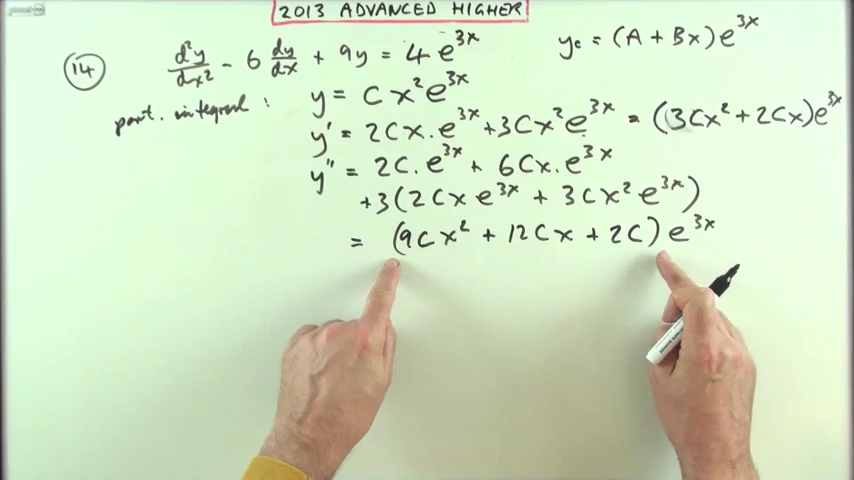 2013 ADVANCED HIGHER
14 d²y/dx² - 6 dy/dx + 9y = 4e^3x
y_c = (A + Bx)e^3x
part. integral : y = Cx²e^3x
y' = 2Cx.e^3x + 3Cx²e^3x = (3Cx² + 2Cx)e^3x
y'' = 2C.e^3x + 6Cx.e^3x
+3(2Cxe^3x + 3Cx²e^3x)
= (9Cx² + 12Cx + 2C)e^3x